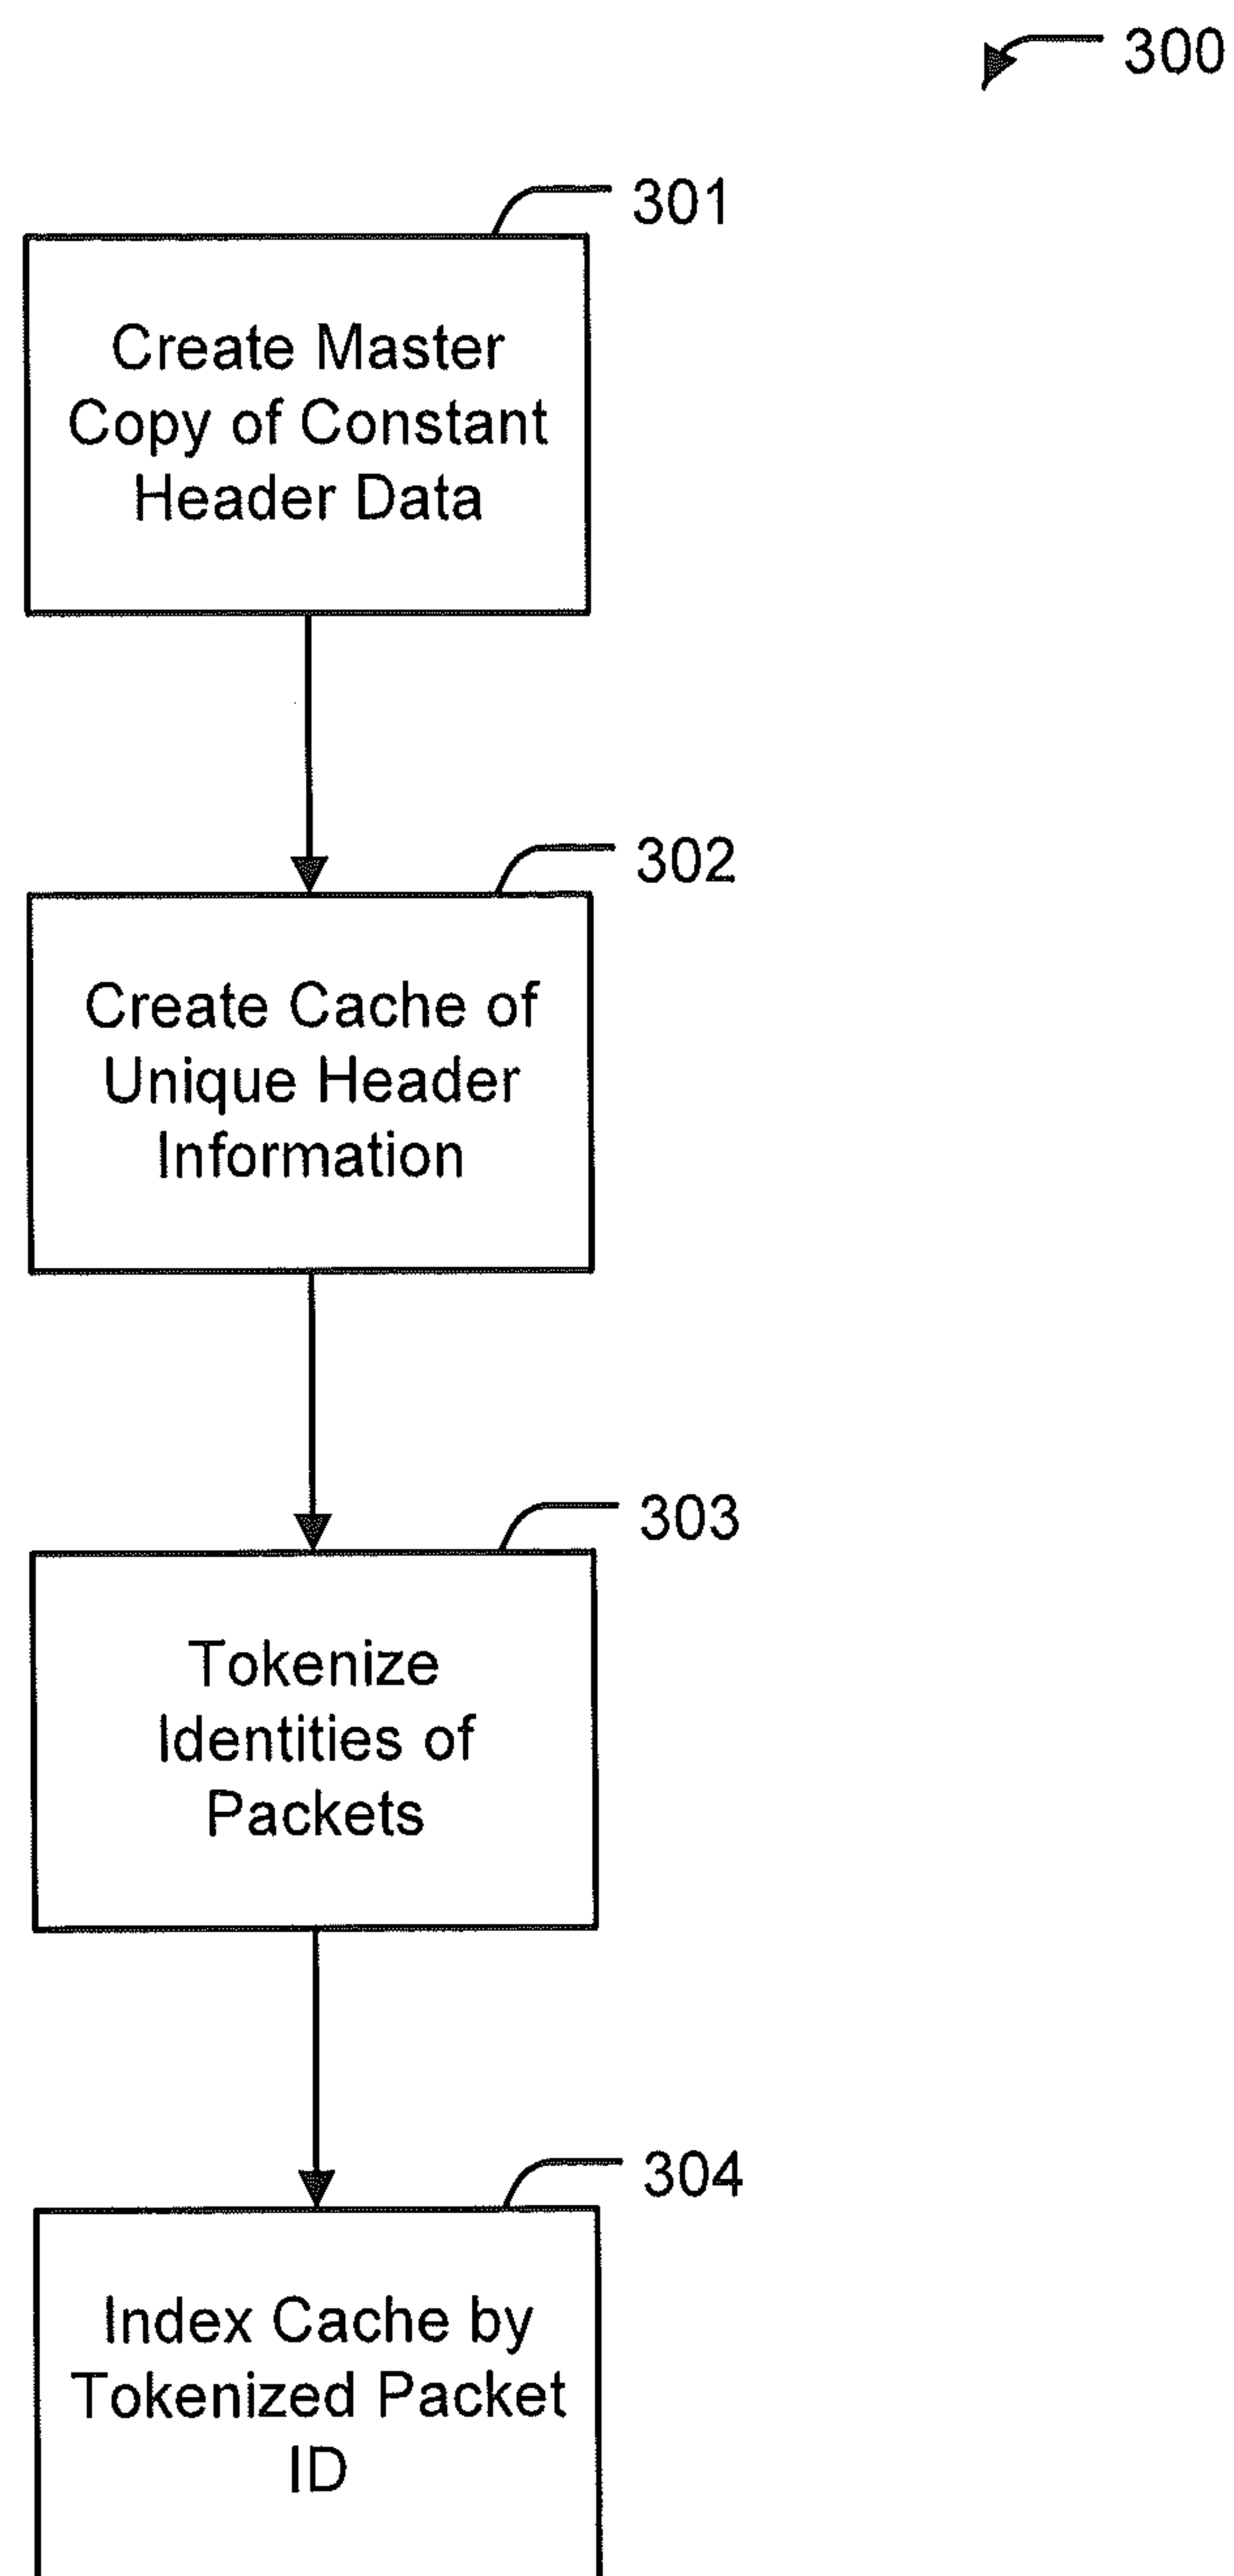 300
301
Create Master
Copy of Constant
Header Data
302
Create Cache of
Unique Header
Information
303
Tokenize
Identities of
Packets
304
Index Cache by
Tokenized Packet
ID